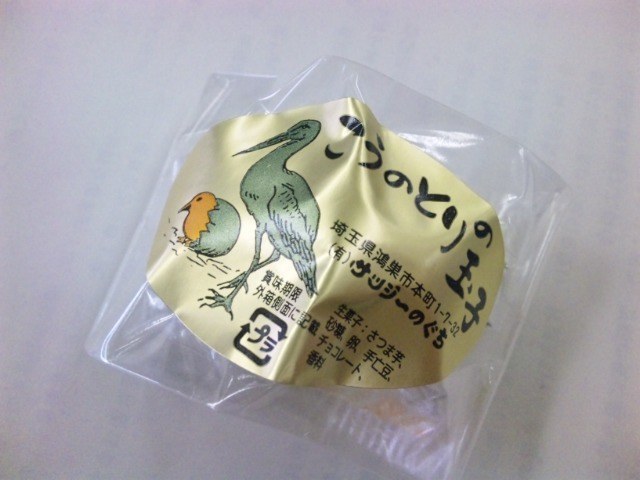 こうのとりの
玉子
埼玉県鴻巣市本町1-7-32
(有)サッシーのぐち
賞味期限
外箱側面に記載
生菓子:さつま芋、
砂糖、卵、手亡豆、
チョコレート、
香料
プラ